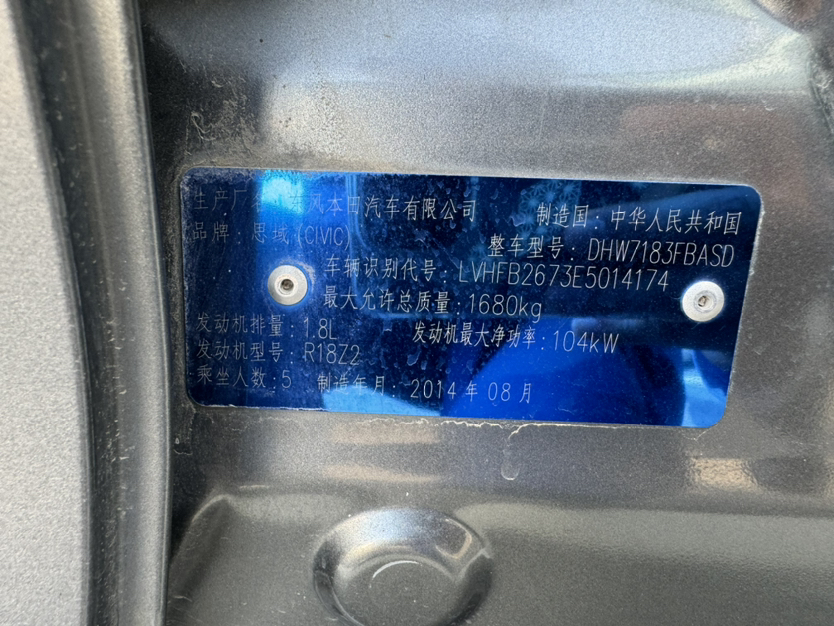 生产厂 风本田汽车有限公司 制造国：中华人民共和国
品牌：思域(CIVIC) 整车型号：DHW7183FBASD
车辆识别代号：LVHFB2673E5014174
最大允许总质量：1680kg
发动机排量：1.8L 发动机最大净功率：104kW
发动机型号：R18Z2
乘坐人数：5 制造年月：2014年08月